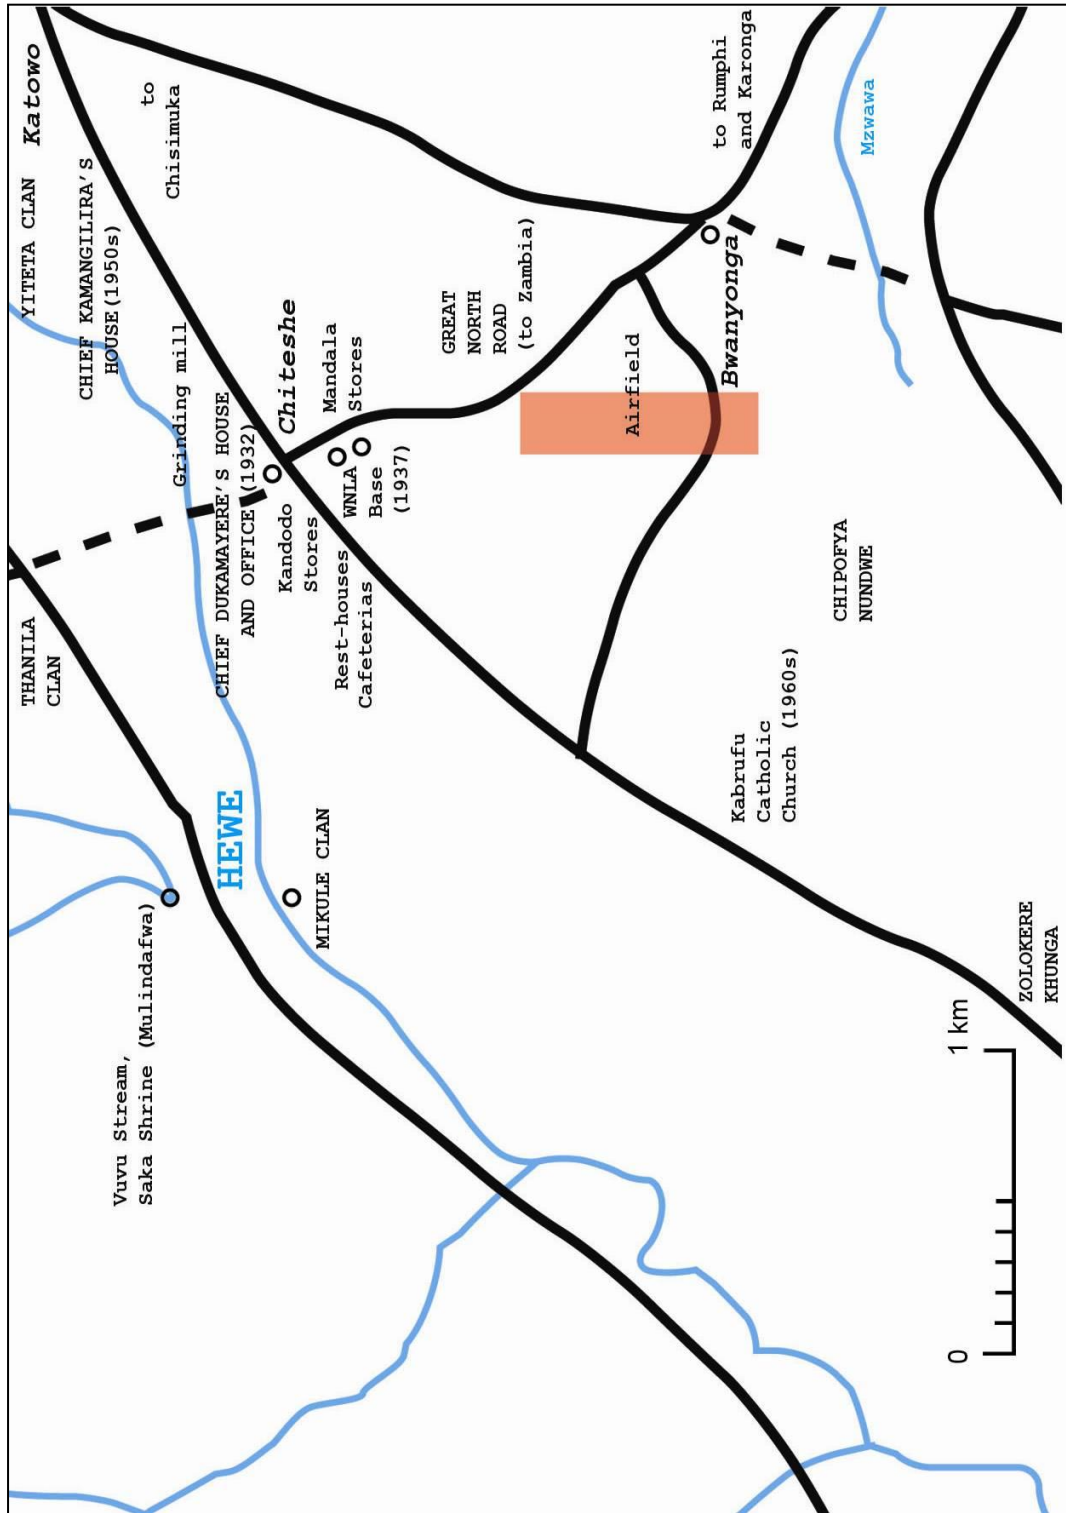 YITETA CLAN
Katowo
CHIEF KAMANGILIRA'S
HOUSE(1950s)
to
Chisimuka
Grinding mill
to Rumphi
and Karonga
Mzwawa
THANILA
CLAN
CHIEF DUKAMAYERE'S HOUSE
AND OFFICE (1932)
Chiteshe
Mandala
Stores
GREAT
NORTH
ROAD
(to Zambia)
Bwanyonga
Kandodo
Stores
WNLA
Base
(1937)
Airfield
Rest-houses
Cafeterias
CHIPOFYA
NUNDWE
HEWE
MIKULE CLAN
Kabrufu
Catholic
Church (1960s)
Vuvu Stream,
Saka Shrine (Mulindafwa)
ZOLOKERE
KHUNGA
0
1 km